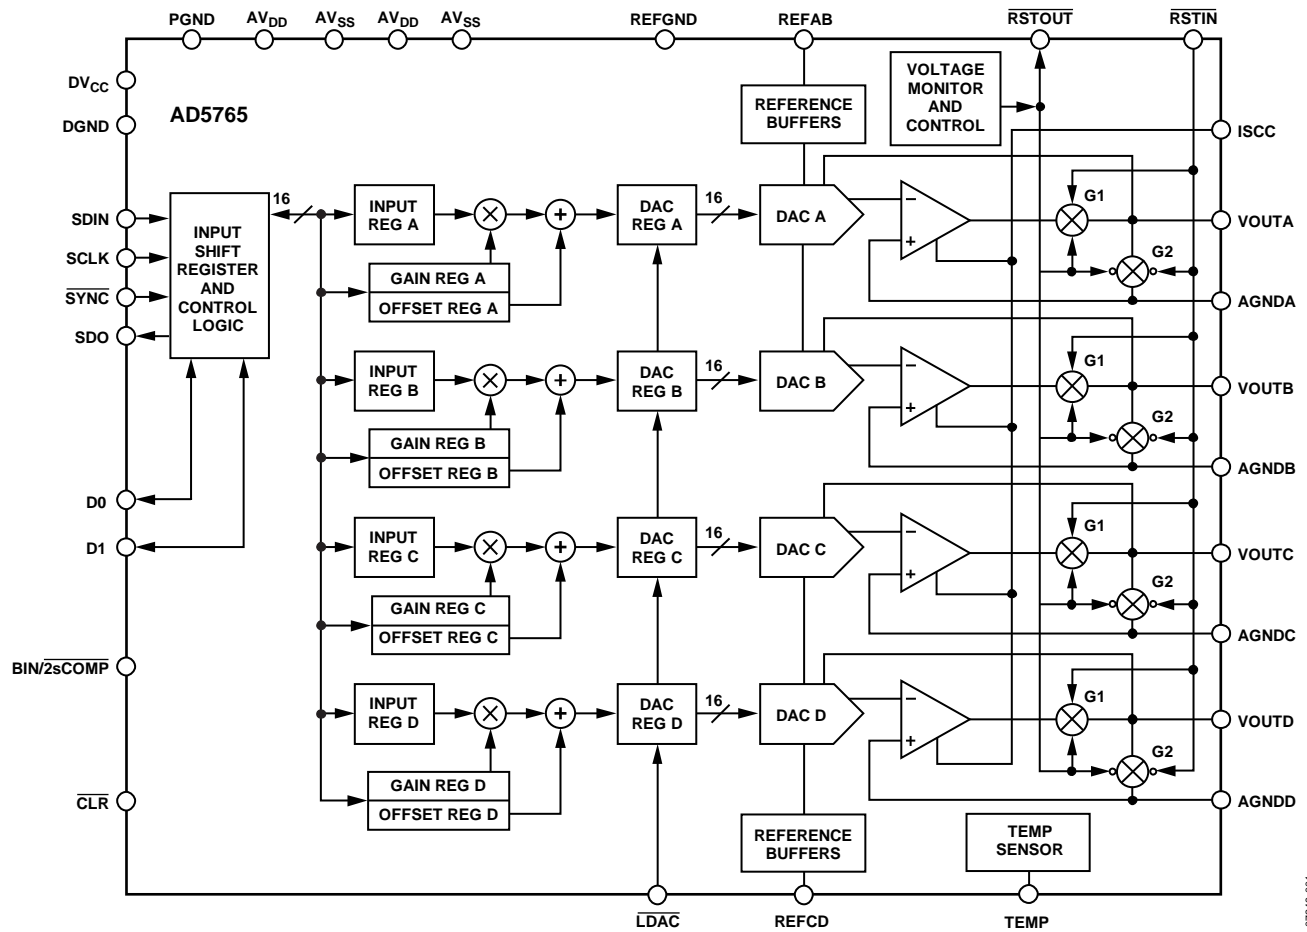 PGND AVDD AVSS AVDD AVSS REFGND REFAB RSTOUT RSTIN
DVCC
DGND
AD5765
REFERENCE
BUFFERS
VOLTAGE
MONITOR
AND
CONTROL
ISCC
SDIN
SCLK
SYNC
SDO
INPUT
SHIFT
REGISTER
AND
CONTROL
LOGIC
16
INPUT
REG A
×
+
GAIN REG A
OFFSET REG A
DAC
REG A
16
DAC A
−
+
G1
G2
VOUTA
AGNDA
INPUT
REG B
×
+
GAIN REG B
OFFSET REG B
DAC
REG B
16
DAC B
−
+
G1
G2
VOUTB
AGNDB
D0
D1
INPUT
REG C
×
+
GAIN REG C
OFFSET REG C
DAC
REG C
16
DAC C
−
+
G1
G2
VOUTC
AGNDC
BIN/2sCOMP
INPUT
REG D
×
+
GAIN REG D
OFFSET REG D
DAC
REG D
16
DAC D
−
+
G1
G2
VOUTD
AGNDD
CLR
REFERENCE
BUFFERS
TEMP
SENSOR
LDAC REFCD TEMP